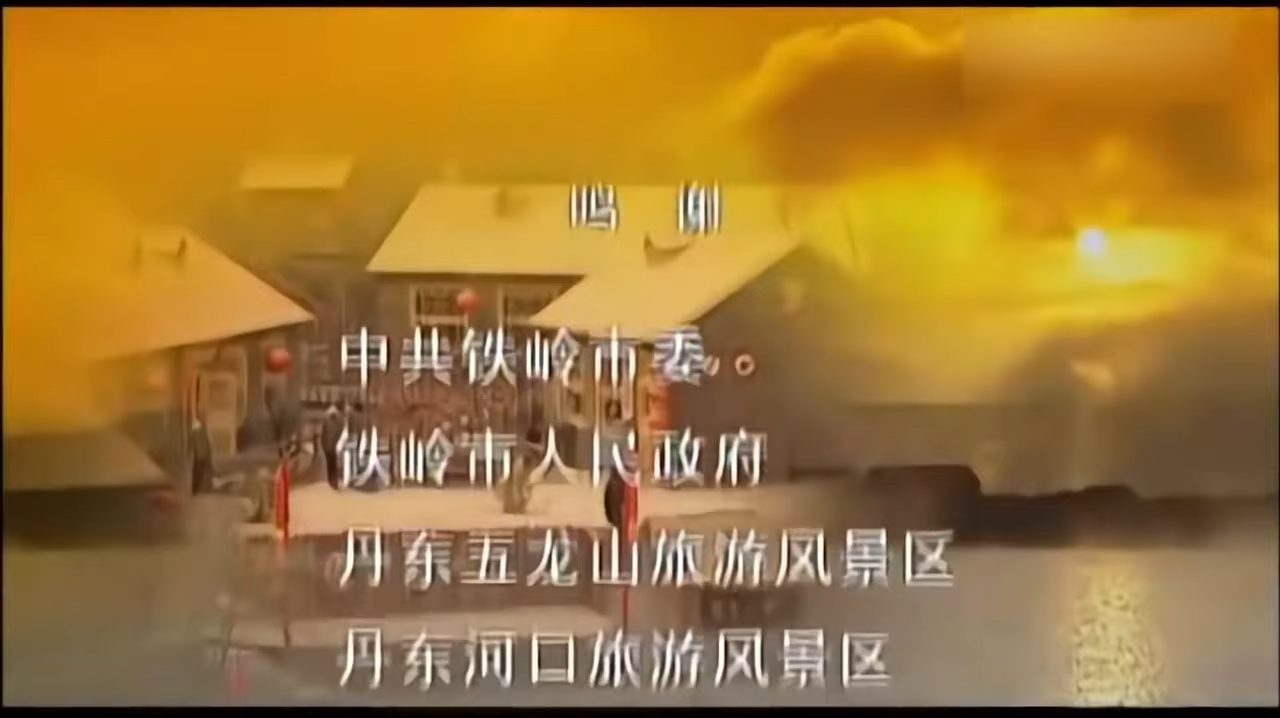 鸣 谢
中共铁岭市委
铁岭市人民政府
丹东五龙山旅游风景区
丹东河口旅游风景区